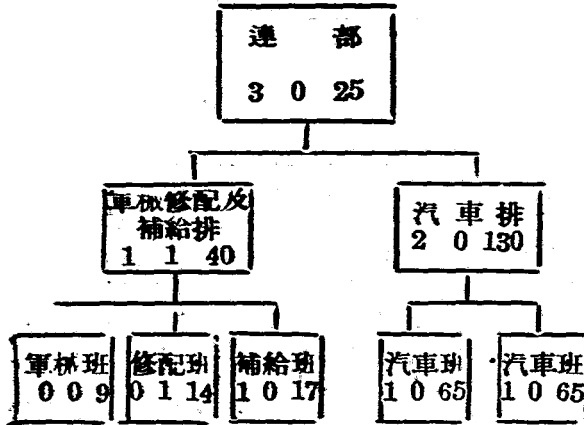 連部
3 0 25
軍械修配及
補給排
1 1 40
汽車排
2 0 130
軍械班
0 0 9
修配班
0 1 14
補給班
1 0 17
汽車班
1 0 65
汽車班
1 0 65